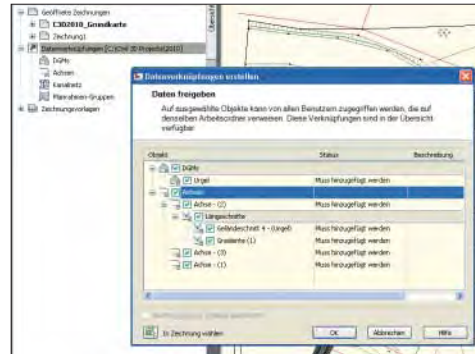 Geöffnete Zeichnungen
C3D2010_Grundkarte
Zeichnung1
Datenverknüpfungen [C:\Civil 3D Projects\2010]
DGMs
Achsen
Kanalnetz
Planrahmen-Gruppen
Zeichnungsvorlagen
Übersicht
Datenverknüpfungen erstellen
Daten freigeben
Auf ausgewählte Objekte kann von allen Benutzern zugegriffen werden, die auf
denselben Arbeitsordner verweisen. Diese Verknüpfungen sind in der Übersicht
verfügbar
Objekt Status Beschreibung
DGMs
Urgel Muss hinzugefügt werden
Achsen
Achse - (2) Muss hinzugefügt werden
Längsschnitte
Geländeschnitt 4 - (Urgel) Muss hinzugefügt werden
Gradiente (1) Muss hinzugefügt werden
Achse - (3) Muss hinzugefügt werden
Achse - (1) Muss hinzugefügt werden
In Zeichnung wählen OK Abbrechen Hilfe